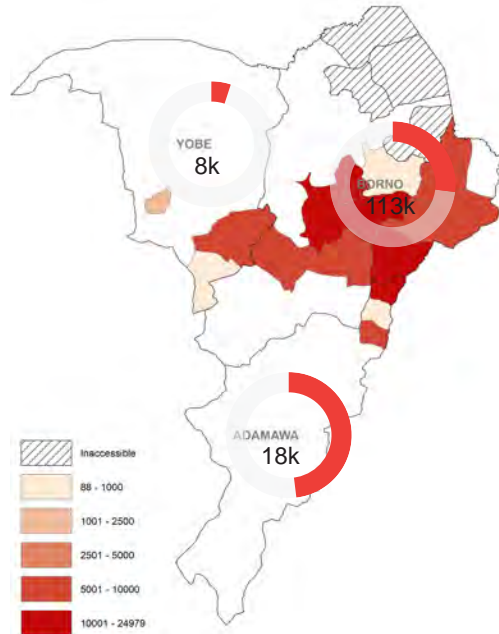 YOBE
8k
BORNO
113k
ADAMAWA
18k
Inaccessible
88 - 1000
1001 - 2500
2501 - 5000
5001 - 10000
10001 - 24979